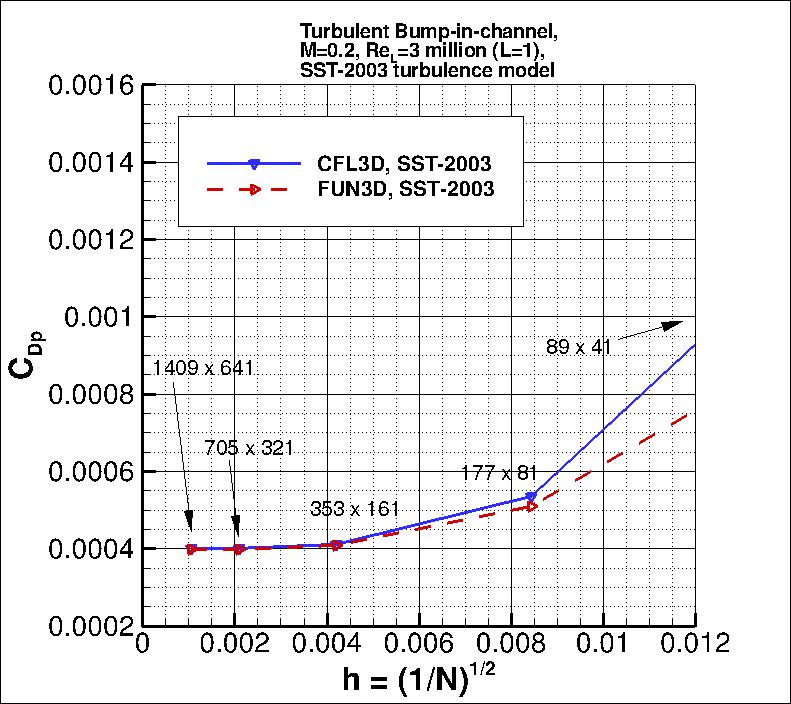 Turbulent Bump-in-channel,
M=0.2, Re_L=3 million (L=1),
SST-2003 turbulence model
0.0016
0.0014
0.0012
0.001
0.0008
0.0006
0.0004
0.0002
C_Dp
CFL3D, SST-2003
FUN3D, SST-2003
89 x 41
1409 x 641
705 x 321
177 x 81
353 x 161
0 0.002 0.004 0.006 0.008 0.01 0.012
h = (1/N)^1/2